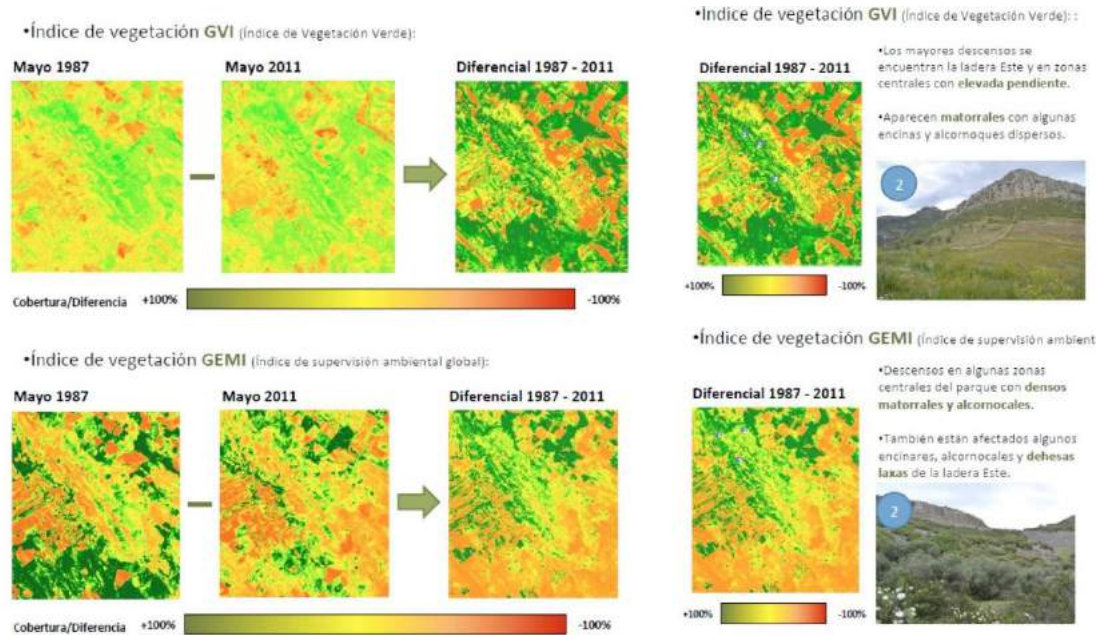 •Índice de vegetación GVI (Índice de Vegetación Verde):
Mayo 1987
Mayo 2011
Diferencial 1987 - 2011
Cobertura/Diferencia
+100%
-100%
•Índice de vegetación GVI (Índice de Vegetación Verde): :
Diferencial 1987 - 2011
+100%
-100%
•Los mayores descensos se
encuentran la ladera Este y en zonas
centrales con elevada pendiente.
•Aparecen matorrales con algunas
encinas y alcornoques dispersos.
2
•Índice de vegetación GEMI (Índice de supervisión ambiental global):
Mayo 1987
Mayo 2011
Diferencial 1987 - 2011
Cobertura/Diferencia
+100%
-100%
•Índice de vegetación GEMI (Índice de supervisión ambient
Diferencial 1987 - 2011
+100%
-100%
•Descensos en algunas zonas
centrales del parque con densos
matorrales y alcornocales.
•También están afectados algunos
encinares, alcornocales y dehesas
laxas de la ladera Este.
2